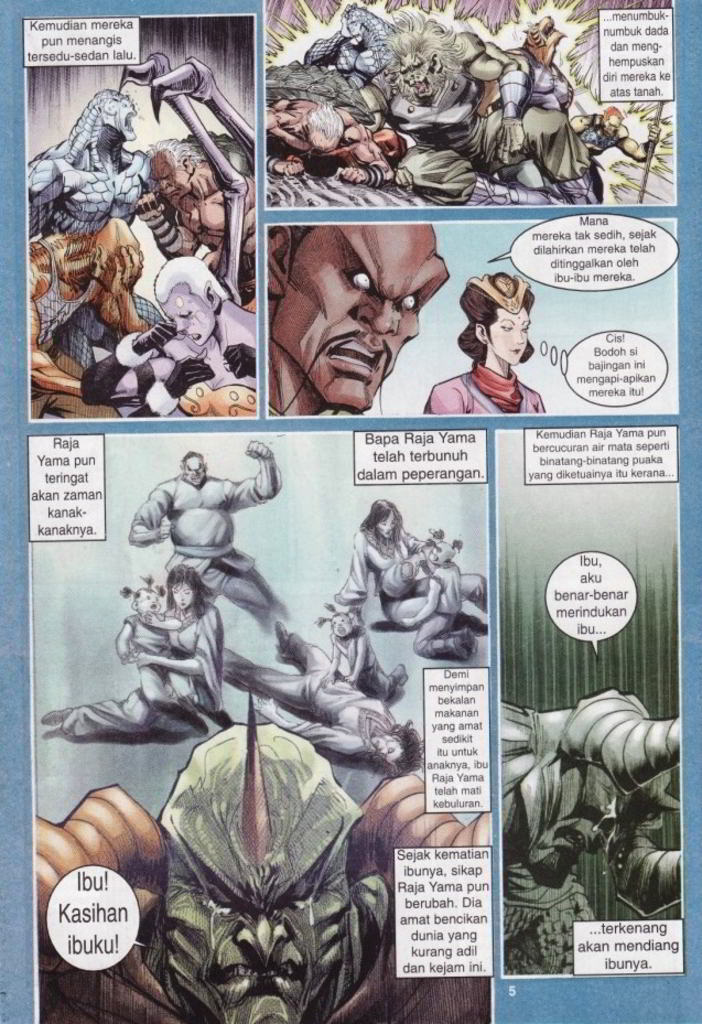 Kemudian mereka
pun menangis
tersedu-sedan lalu.
...menumbuk-
numbuk dada
dan meng-
hempuskan
diri mereka ke
atas tanah.
Mana
mereka tak sedih, sejak
dilahirkan mereka telah
ditinggalkan oleh
ibu-ibu mereka.
Cis!
Bodoh si
bajingan ini
mengapi-apikan
mereka itu!
Raja
Yama pun
teringat
akan zaman
kanak-
kanaknya.
Bapa Raja Yama
telah terbunuh
dalam peperangan.
Demi
menyimpan
bekalan
makanan
yang amat
sedikit
itu untuk
anaknya, ibu
Raja Yama
telah mati
kebuluran.
Ibu!
Kasihan
ibuku!
Sejak kematian
ibunya, sikap
Raja Yama pun
berubah. Dia
amat bencikan
dunia yang
kurang adil
dan kejam ini.
Kemudian Raja Yama pun
bercucuran air mata seperti
binatang-binatang puaka
yang diketuainya itu kerana...
Ibu,
aku
benar-benar
merindukan
ibu...
...terkenang
akan mendiang
ibunya.
5